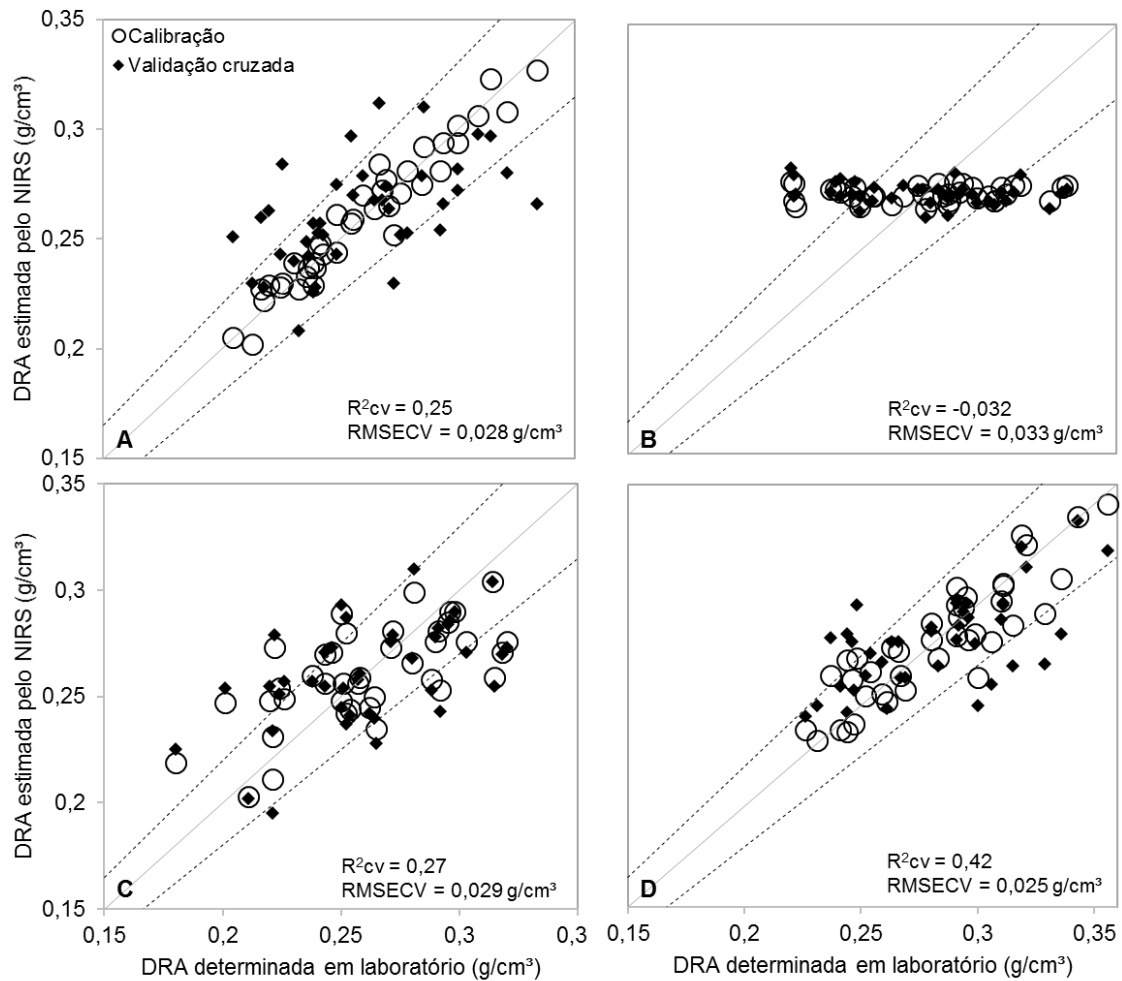 0,35
Calibração
Validação cruzada
0,3
0,25
0,2
0,15
DRA estimada pelo NIRS (g/cm³)
R²cv = 0,25
RMSECV = 0,028 g/cm³
A
R²cv = -0,032
RMSECV = 0,033 g/cm³
B
0,35
0,3
0,25
0,2
0,15
DRA estimada pelo NIRS (g/cm³)
R²cv = 0,27
RMSECV = 0,029 g/cm³
C
R²cv = 0,42
RMSECV = 0,025 g/cm³
D
0,15 0,2 0,25 0,3 0,3
0,15 0,2 0,25 0,3 0,35
DRA determinada em laboratório (g/cm³)
DRA determinada em laboratório (g/cm³)